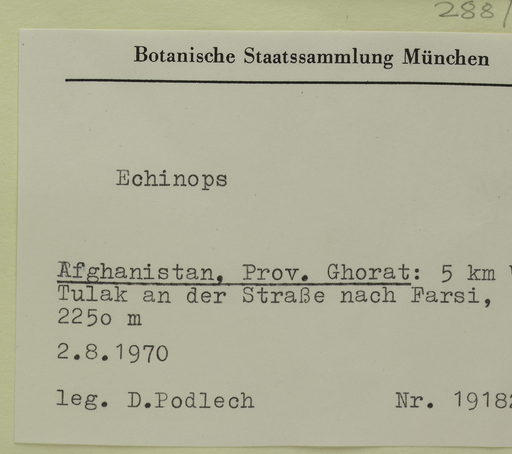 288/
Botanische Staatssammlung München
Echinops
Afghanistan, Prov. Ghorat: 5 km
Tulak an der Straße nach Farsi,
2250 m
2.8.1970
leg. D.Podlech Nr. 19182